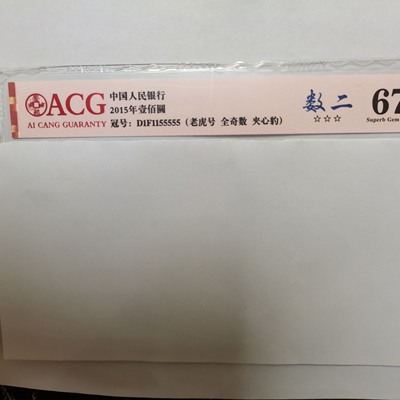 ACG
AI CANG GUARANTY
中国人民银行
2015年壹佰圓
冠号：D1F1155555（老虎号 全奇数 夹心豹）
数二
☆☆☆
67
Superb Gem